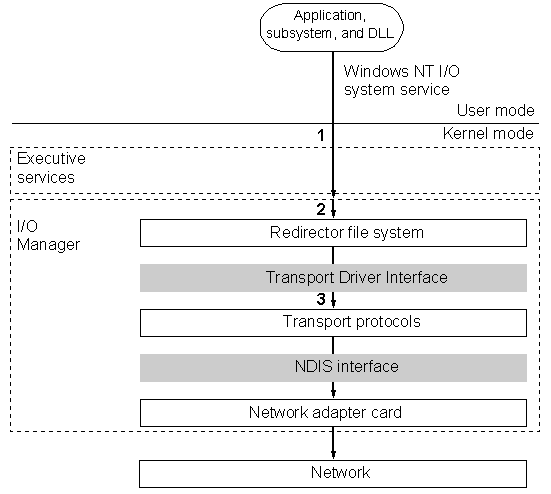 Application,
subsystem, and DLL
Windows NT I/O
system service
User mode
1
Kernel mode
Executive
services
2
I/O
Manager
Redirector file system
Transport Driver Interface
3
Transport protocols
NDIS interface
Network adapter card
Network